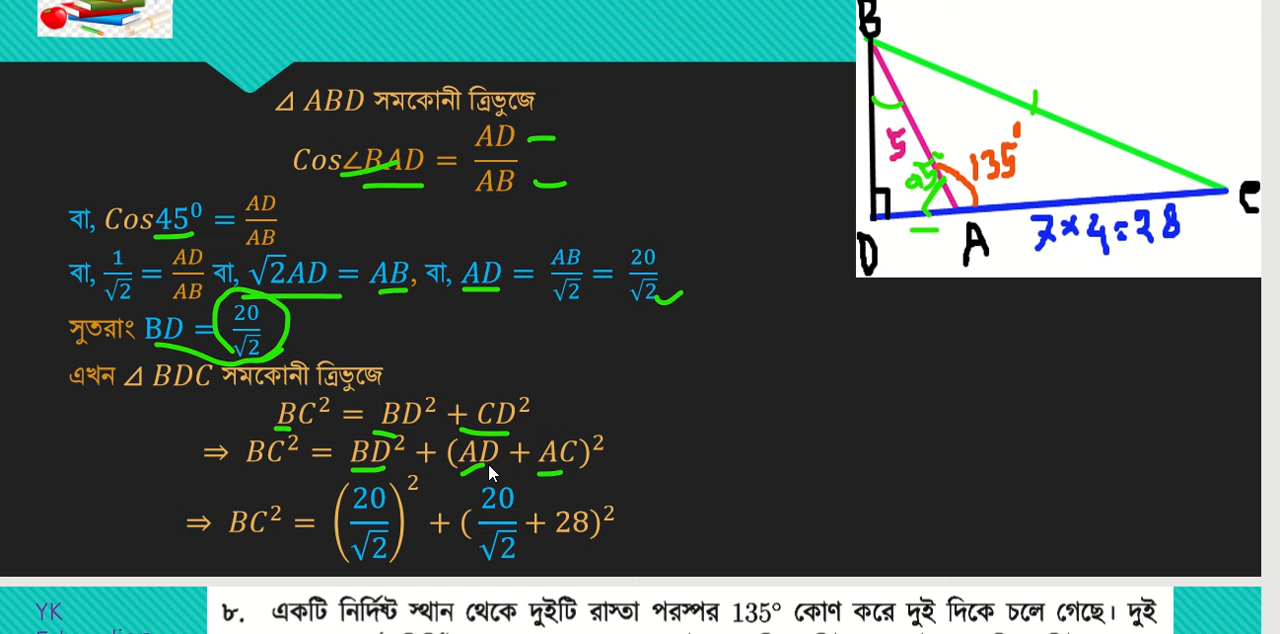 ⊿ ABD সমকোনী ত্রিভুজে
Cos∠BAD = AD/AB
বা, Cos45⁰ = AD/AB
বা, 1/√2 = AD/AB বা, √2AD = AB, বা, AD = AB/√2 = 20/√2
সুতরাং BD = 20/√2
এখন ⊿ BDC সমকোনী ত্রিভুজে
BC² = BD² + CD²
⇒ BC² = BD² + (AD + AC)²
⇒ BC² = (20/√2)² + (20/√2 + 28)²
B
5
135°
C
D
A
7×4=28
YK
৮. একটি নির্দিষ্ট স্থান থেকে দুইটি রাস্তা পরস্পর 135° কোণ করে দুই দিকে চলে গেছে। দুই